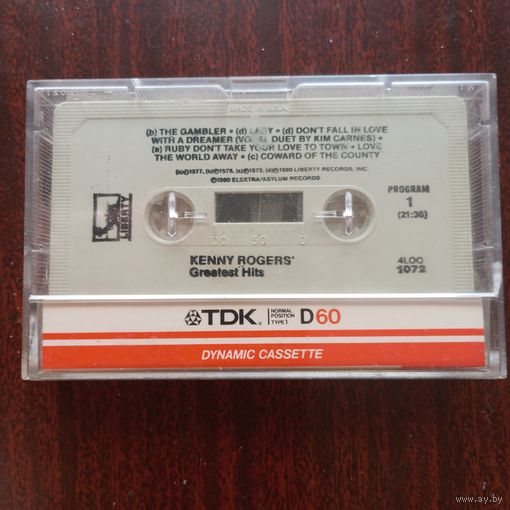 MADE IN U.S.A.
(b) THE GAMBLER • (d) LADY • (d) DON'T FALL IN LOVE
WITH A DREAMER (VOCAL DUET BY KIM CARNES) •
(a) RUBY DON'T TAKE YOUR LOVE TO TOWN • LOVE
THE WORLD AWAY • (c) COWARD OF THE COUNTY
(a)℗1977, (b)℗1978, (c)℗1979, (d)℗1980 LIBERTY RECORDS, INC.
℗1980 ELEKTRA/ASYLUM RECORDS
LIBERTY
PROGRAM
1
(21:36)
100 50 0
KENNY ROGERS'
Greatest Hits
4LOO
1072
TDK. NORMAL POSITION TYPE I D60
DYNAMIC CASSETTE
www.ay.by